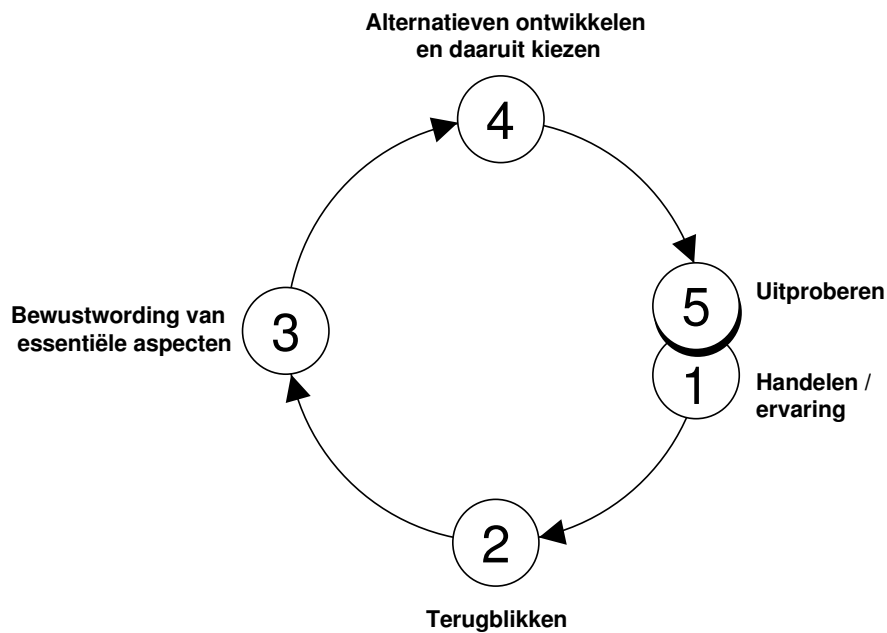 Alternatieven ontwikkelen
en daaruit kiezen
4
5
Uitproberen
Bewustwording van
essentiële aspecten
3
1
Handelen /
ervaring
2
Terugblikken